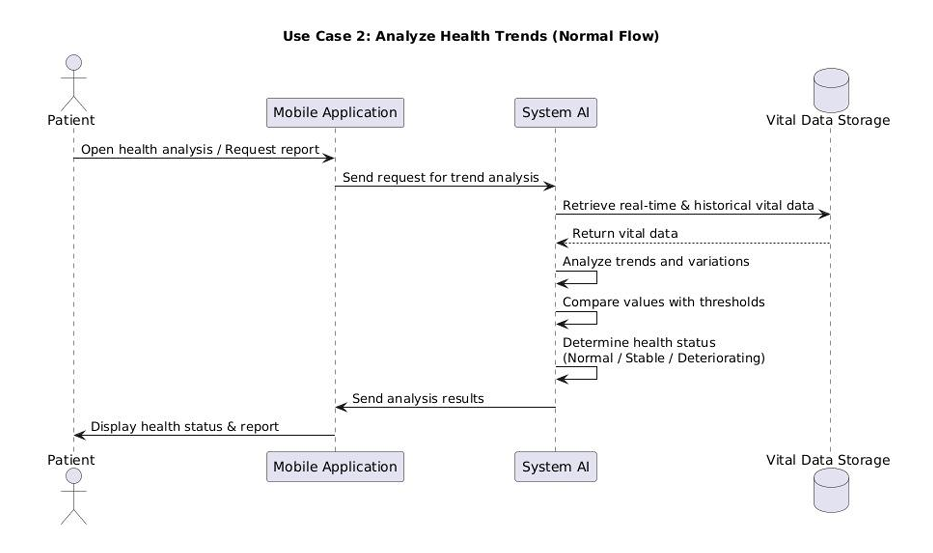 Use Case 2: Analyze Health Trends (Normal Flow)
Patient
Mobile Application
System AI
Vital Data Storage
Open health analysis / Request report
Send request for trend analysis
Retrieve real-time & historical vital data
Return vital data
Analyze trends and variations
Compare values with thresholds
Determine health status
(Normal / Stable / Deteriorating)
Send analysis results
Display health status & report
Patient
Mobile Application
System AI
Vital Data Storage